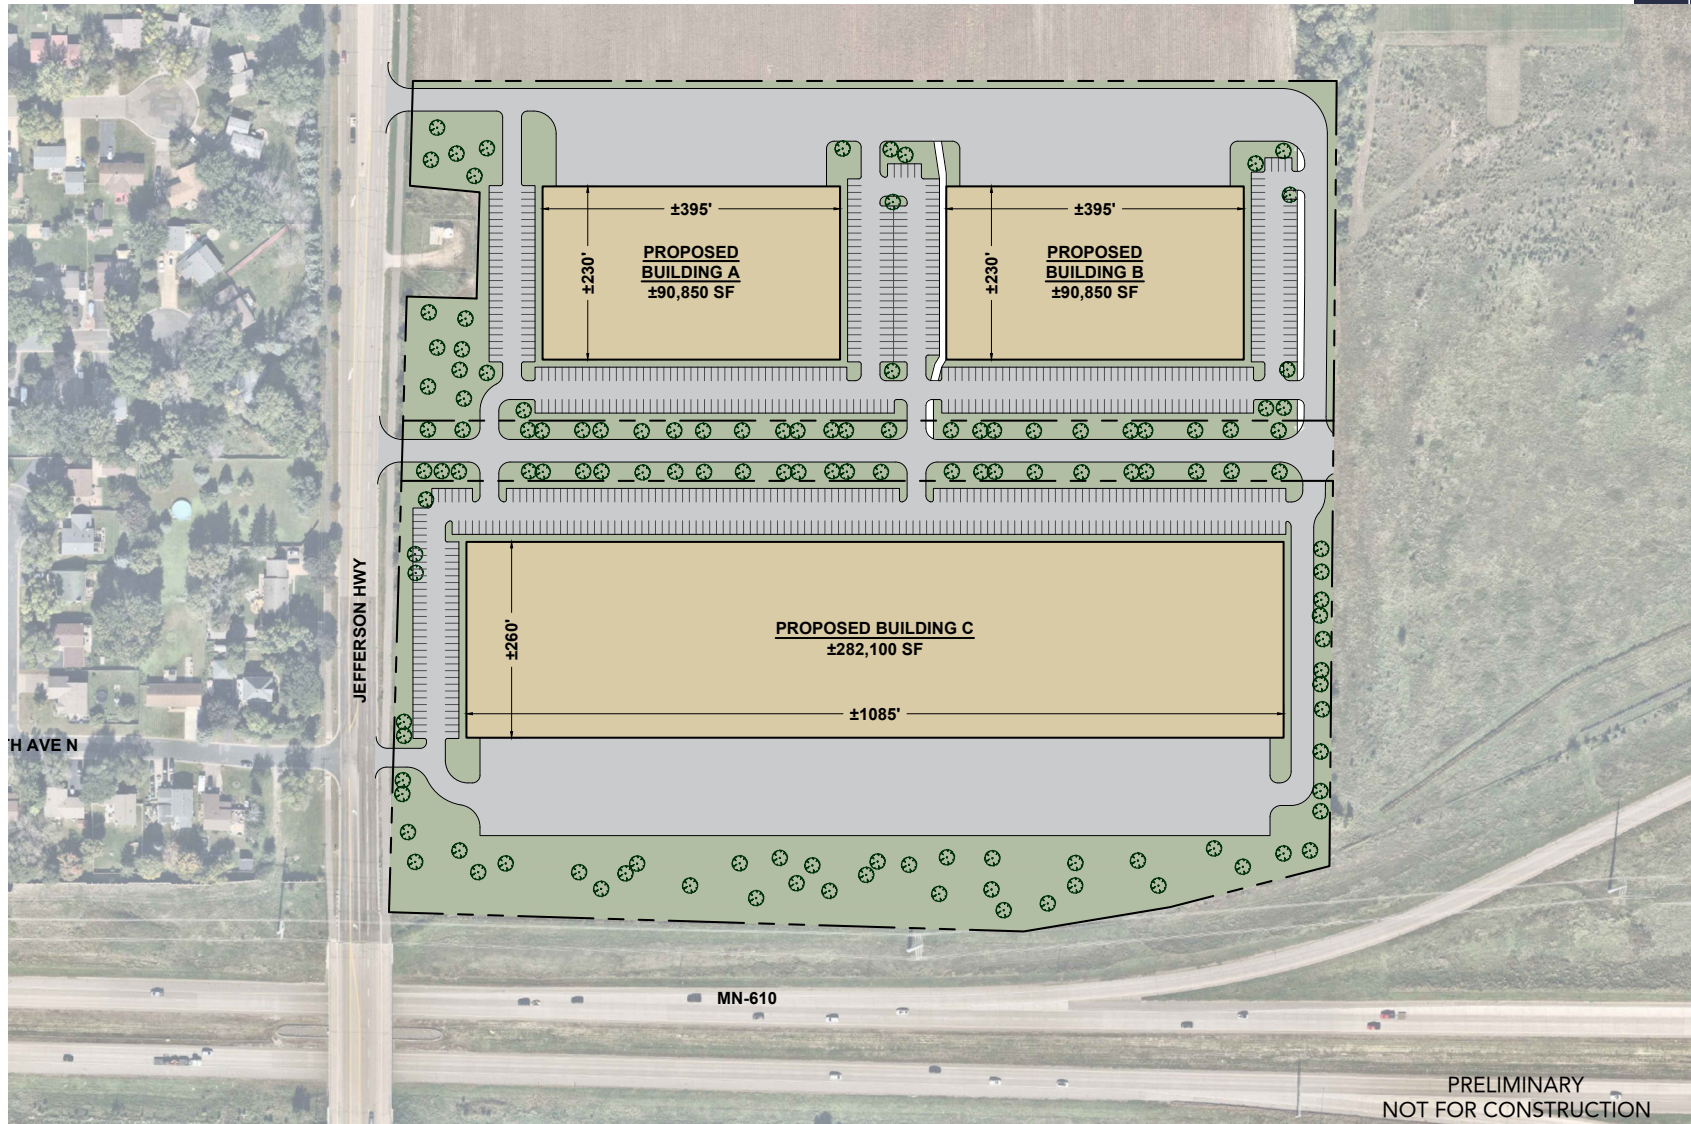 ±395'
±395'
PROPOSED
BUILDING A
±90,850 SF
±230'
PROPOSED
BUILDING B
±90,850 SF
±230'
JEFFERSON HWY
±260'
PROPOSED BUILDING C
±282,100 SF
±1085'
TH AVE N
MN-610
PRELIMINARY
NOT FOR CONSTRUCTION